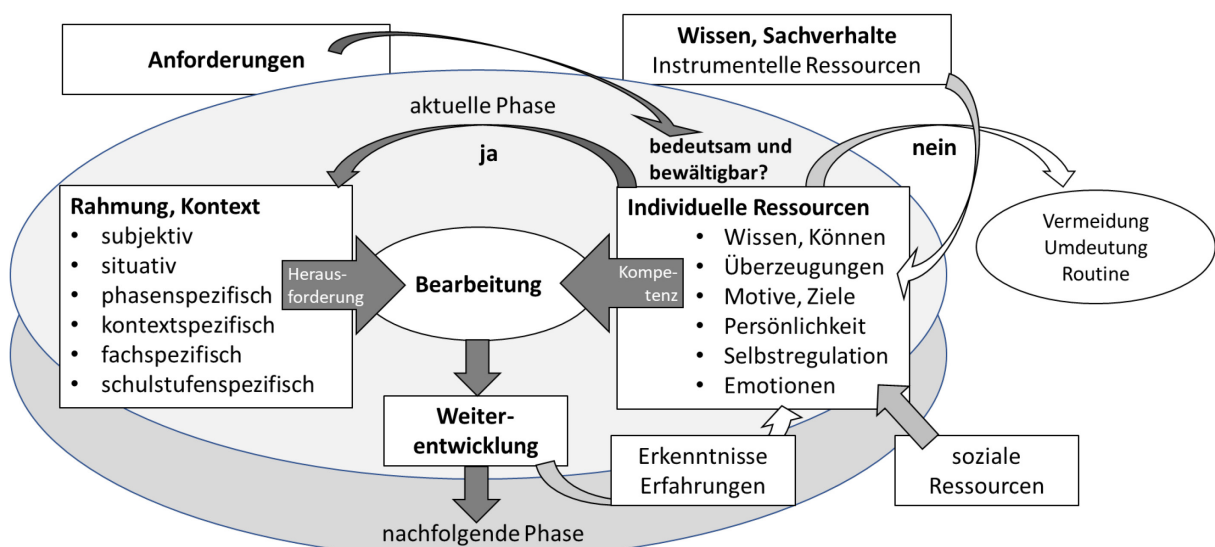 Anforderungen
Wissen, Sachverhalte
Instrumentelle Ressourcen
aktuelle Phase
ja
bedeutsam und
bewältigbar?
nein
Rahmung, Kontext
• subjektiv
• situativ
• phasenspezifisch
• kontextspezifisch
• fachspezifisch
• schulstufenspezifisch
Heraus-
forderung
Bearbeitung
Kompe-
tenz
Individuelle Ressourcen
• Wissen, Können
• Überzeugungen
• Motive, Ziele
• Persönlichkeit
• Selbstregulation
• Emotionen
Vermeidung
Umdeutung
Routine
Weiter-
entwicklung
Erkenntnisse
Erfahrungen
soziale
Ressourcen
nachfolgende Phase